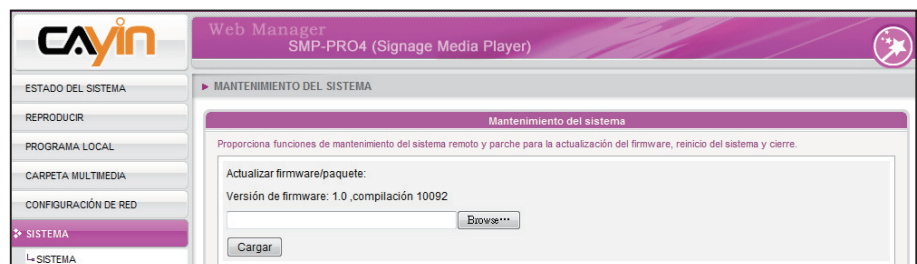 CAYIN
Web Manager
SMP-PRO4 (Signage Media Player)
ESTADO DEL SISTEMA
REPRODUCIR
PROGRAMA LOCAL
CARPETA MULTIMEDIA
CONFIGURACIÓN DE RED
SISTEMA
SISTEMA
MANTENIMIENTO DEL SISTEMA
Mantenimiento del sistema
Proporciona funciones de mantenimiento del sistema remoto y parche para la actualización del firmware, reinicio del sistema y cierre.
Actualizar firmware/paquete:
Versión de firmware: 1.0 ,compilación 10092
Browse···
Cargar